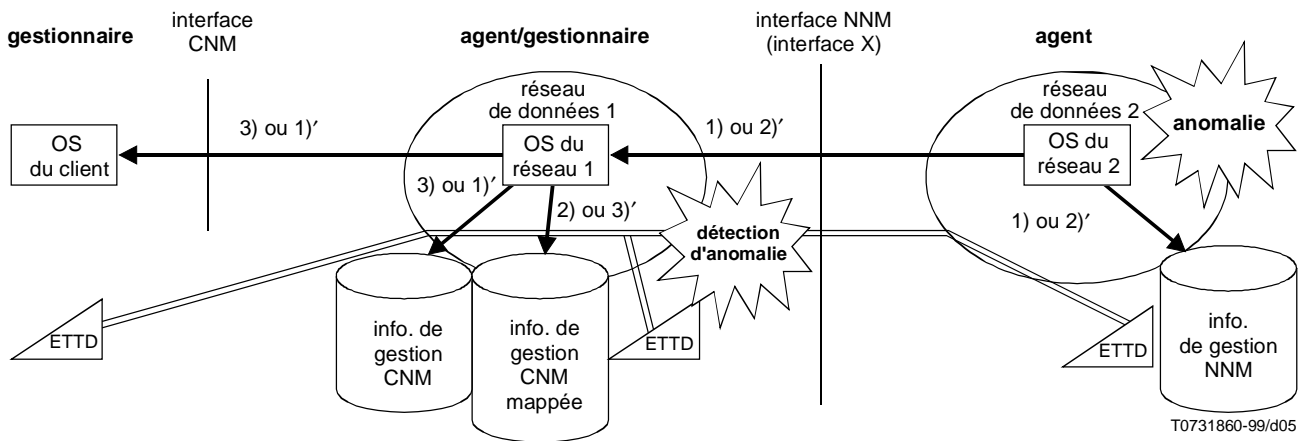 gestionnaire
interface
CNM
agent/gestionnaire
interface NNM
(interface X)
agent
réseau
de données 1
réseau
de données 2
anomalie
OS
du client
3) ou 1)′
OS du
réseau 1
1) ou 2)′
OS du
réseau 2
3) ou 1)′
2) ou 3)′
1) ou 2)′
détection
d'anomalie
ETTD
info. de
gestion
CNM
info. de
gestion
CNM
mappée
ETTD
ETTD
info.
de gestion
NNM
T0731860-99/d05